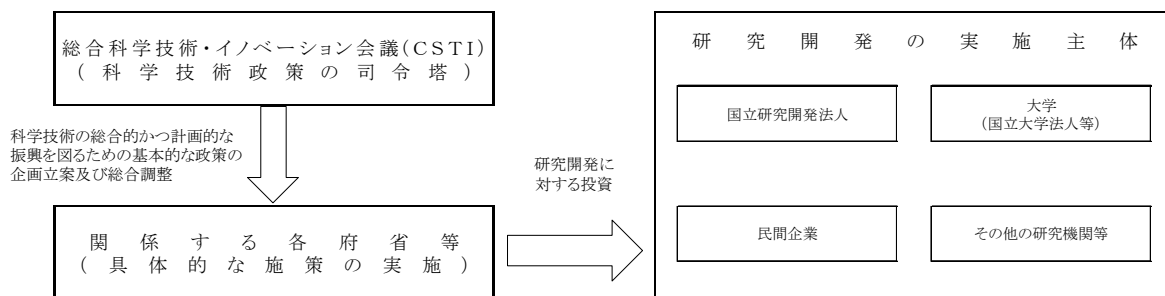 総合科学技術・イノベーション会議(CSTI)
(科学技術政策の司令塔)
科学技術の総合的かつ計画的な
振興を図るための基本的な政策の
企画立案及び総合調整
関係する各府省等
(具体的な施策の実施)
研究開発に
対する投資
研究開発の実施主体
国立研究開発法人
大学
(国立大学法人等)
民間企業
その他の研究機関等